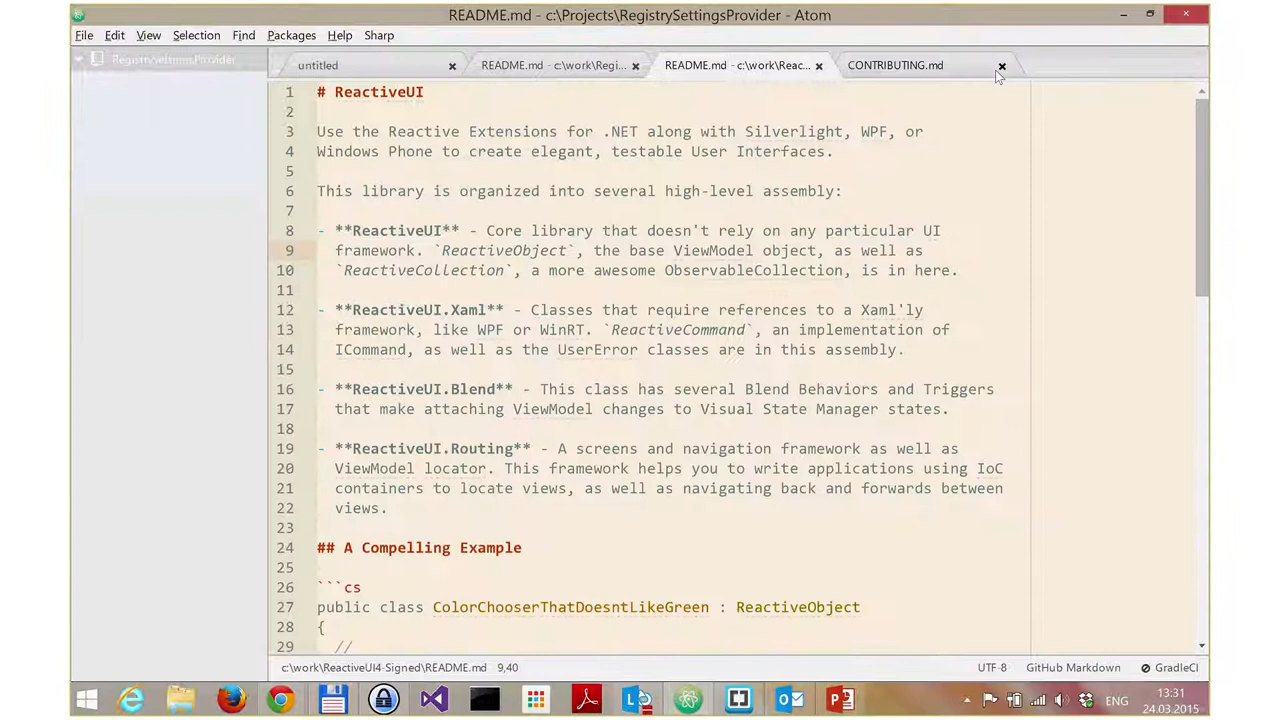 README.md - c:\Projects\RegistrySettingsProvider - Atom
File Edit View Selection Find Packages Help Sharp
RegistrySettingsProvider
untitled
README.md - c:\work\Regi...
README.md - c:\work\Reac...
CONTRIBUTING.md
1 # ReactiveUI
2
3 Use the Reactive Extensions for .NET along with Silverlight, WPF, or
4 Windows Phone to create elegant, testable User Interfaces.
5
6 This library is organized into several high-level assembly:
7
8 - **ReactiveUI** - Core library that doesn't rely on any particular UI
9 framework. `ReactiveObject`, the base ViewModel object, as well as
10 `ReactiveCollection`, a more awesome ObservableCollection, is in here.
11
12 - **ReactiveUI.Xaml** - Classes that require references to a Xaml'ly
13 framework, like WPF or WinRT. `ReactiveCommand`, an implementation of
14 ICommand, as well as the UserError classes are in this assembly.
15
16 - **ReactiveUI.Blend** - This class has several Blend Behaviors and Triggers
17 that make attaching ViewModel changes to Visual State Manager states.
18
19 - **ReactiveUI.Routing** - A screens and navigation framework as well as
20 ViewModel locator. This framework helps you to write applications using IoC
21 containers to locate views, as well as navigating back and forwards between
22 views.
23
24 ## A Compelling Example
25
26 ```cs
27 public class ColorChooserThatDoesntLikeGreen : ReactiveObject
28 {
29 //
c:\work\ReactiveUI4-Signed\README.md 9,40
UTF-8 GitHub Markdown GradleCI
ENG
13:31
24.03.2015